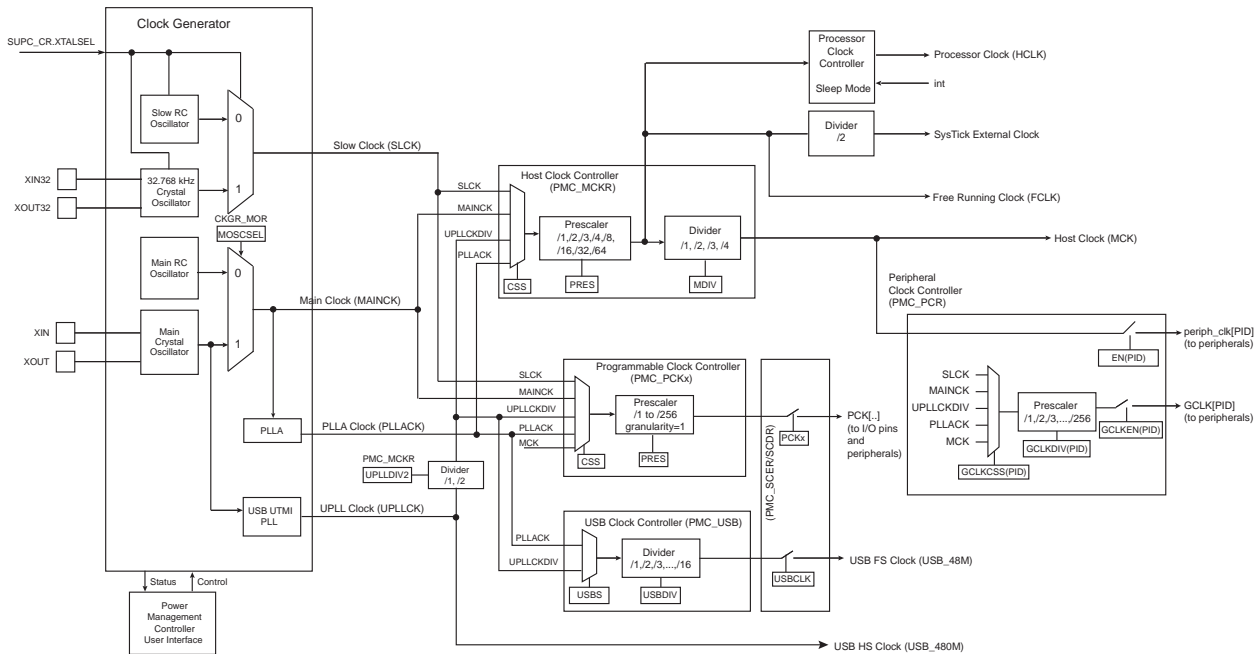 Clock Generator
SUPC_CR.XTALSEL
Slow RC
Oscillator
0
XIN32
XOUT32
32.768 kHz
Crystal
Oscillator
1
Slow Clock (SLCK)
CKGR_MOR
MOSCSEL
Main RC
Oscillator
0
XIN
XOUT
Main
Crystal
Oscillator
1
Main Clock (MAINCK)
PLLA
PLLA Clock (PLLACK)
PMC_MCKR
UPLLDIV2
Divider
/1, /2
USB UTMI
PLL
UPLL Clock (UPLLCK)
Status
Control
Power
Management
Controller
User Interface
Host Clock Controller
(PMC_MCKR)
SLCK
MAINCK
UPLLCKDIV
PLLACK
CSS
Prescaler
/1,/2,/3,/4,/8,
/16,/32,/64
PRES
Divider
/1, /2, /3, /4
MDIV
Processor
Clock
Controller
Sleep Mode
Processor Clock (HCLK)
int
Divider
/2
SysTick External Clock
Free Running Clock (FCLK)
Host Clock (MCK)
Programmable Clock Controller
(PMC_PCKx)
SLCK
MAINCK
UPLLCKDIV
PLLACK
MCK
CSS
Prescaler
/1 to /256
granularity=1
PRES
(PMC_SCER/SCDR)
PCKx
PCK[..]
(to I/O pins
and
peripherals)
USB Clock Controller (PMC_USB)
PLLACK
UPLLCKDIV
USBS
Divider
/1,/2,/3,...,/16
USBDIV
USBCLK
USB FS Clock (USB_48M)
USB HS Clock (USB_480M)
Peripheral
Clock Controller
(PMC_PCR)
EN(PID)
periph_clk[PID]
(to peripherals)
SLCK
MAINCK
UPLLCKDIV
PLLACK
MCK
GCLKCSS(PID)
Prescaler
/1,/2,/3,...,/256
GCLKDIV(PID)
GCLKEN(PID)
GCLK[PID]
(to peripherals)